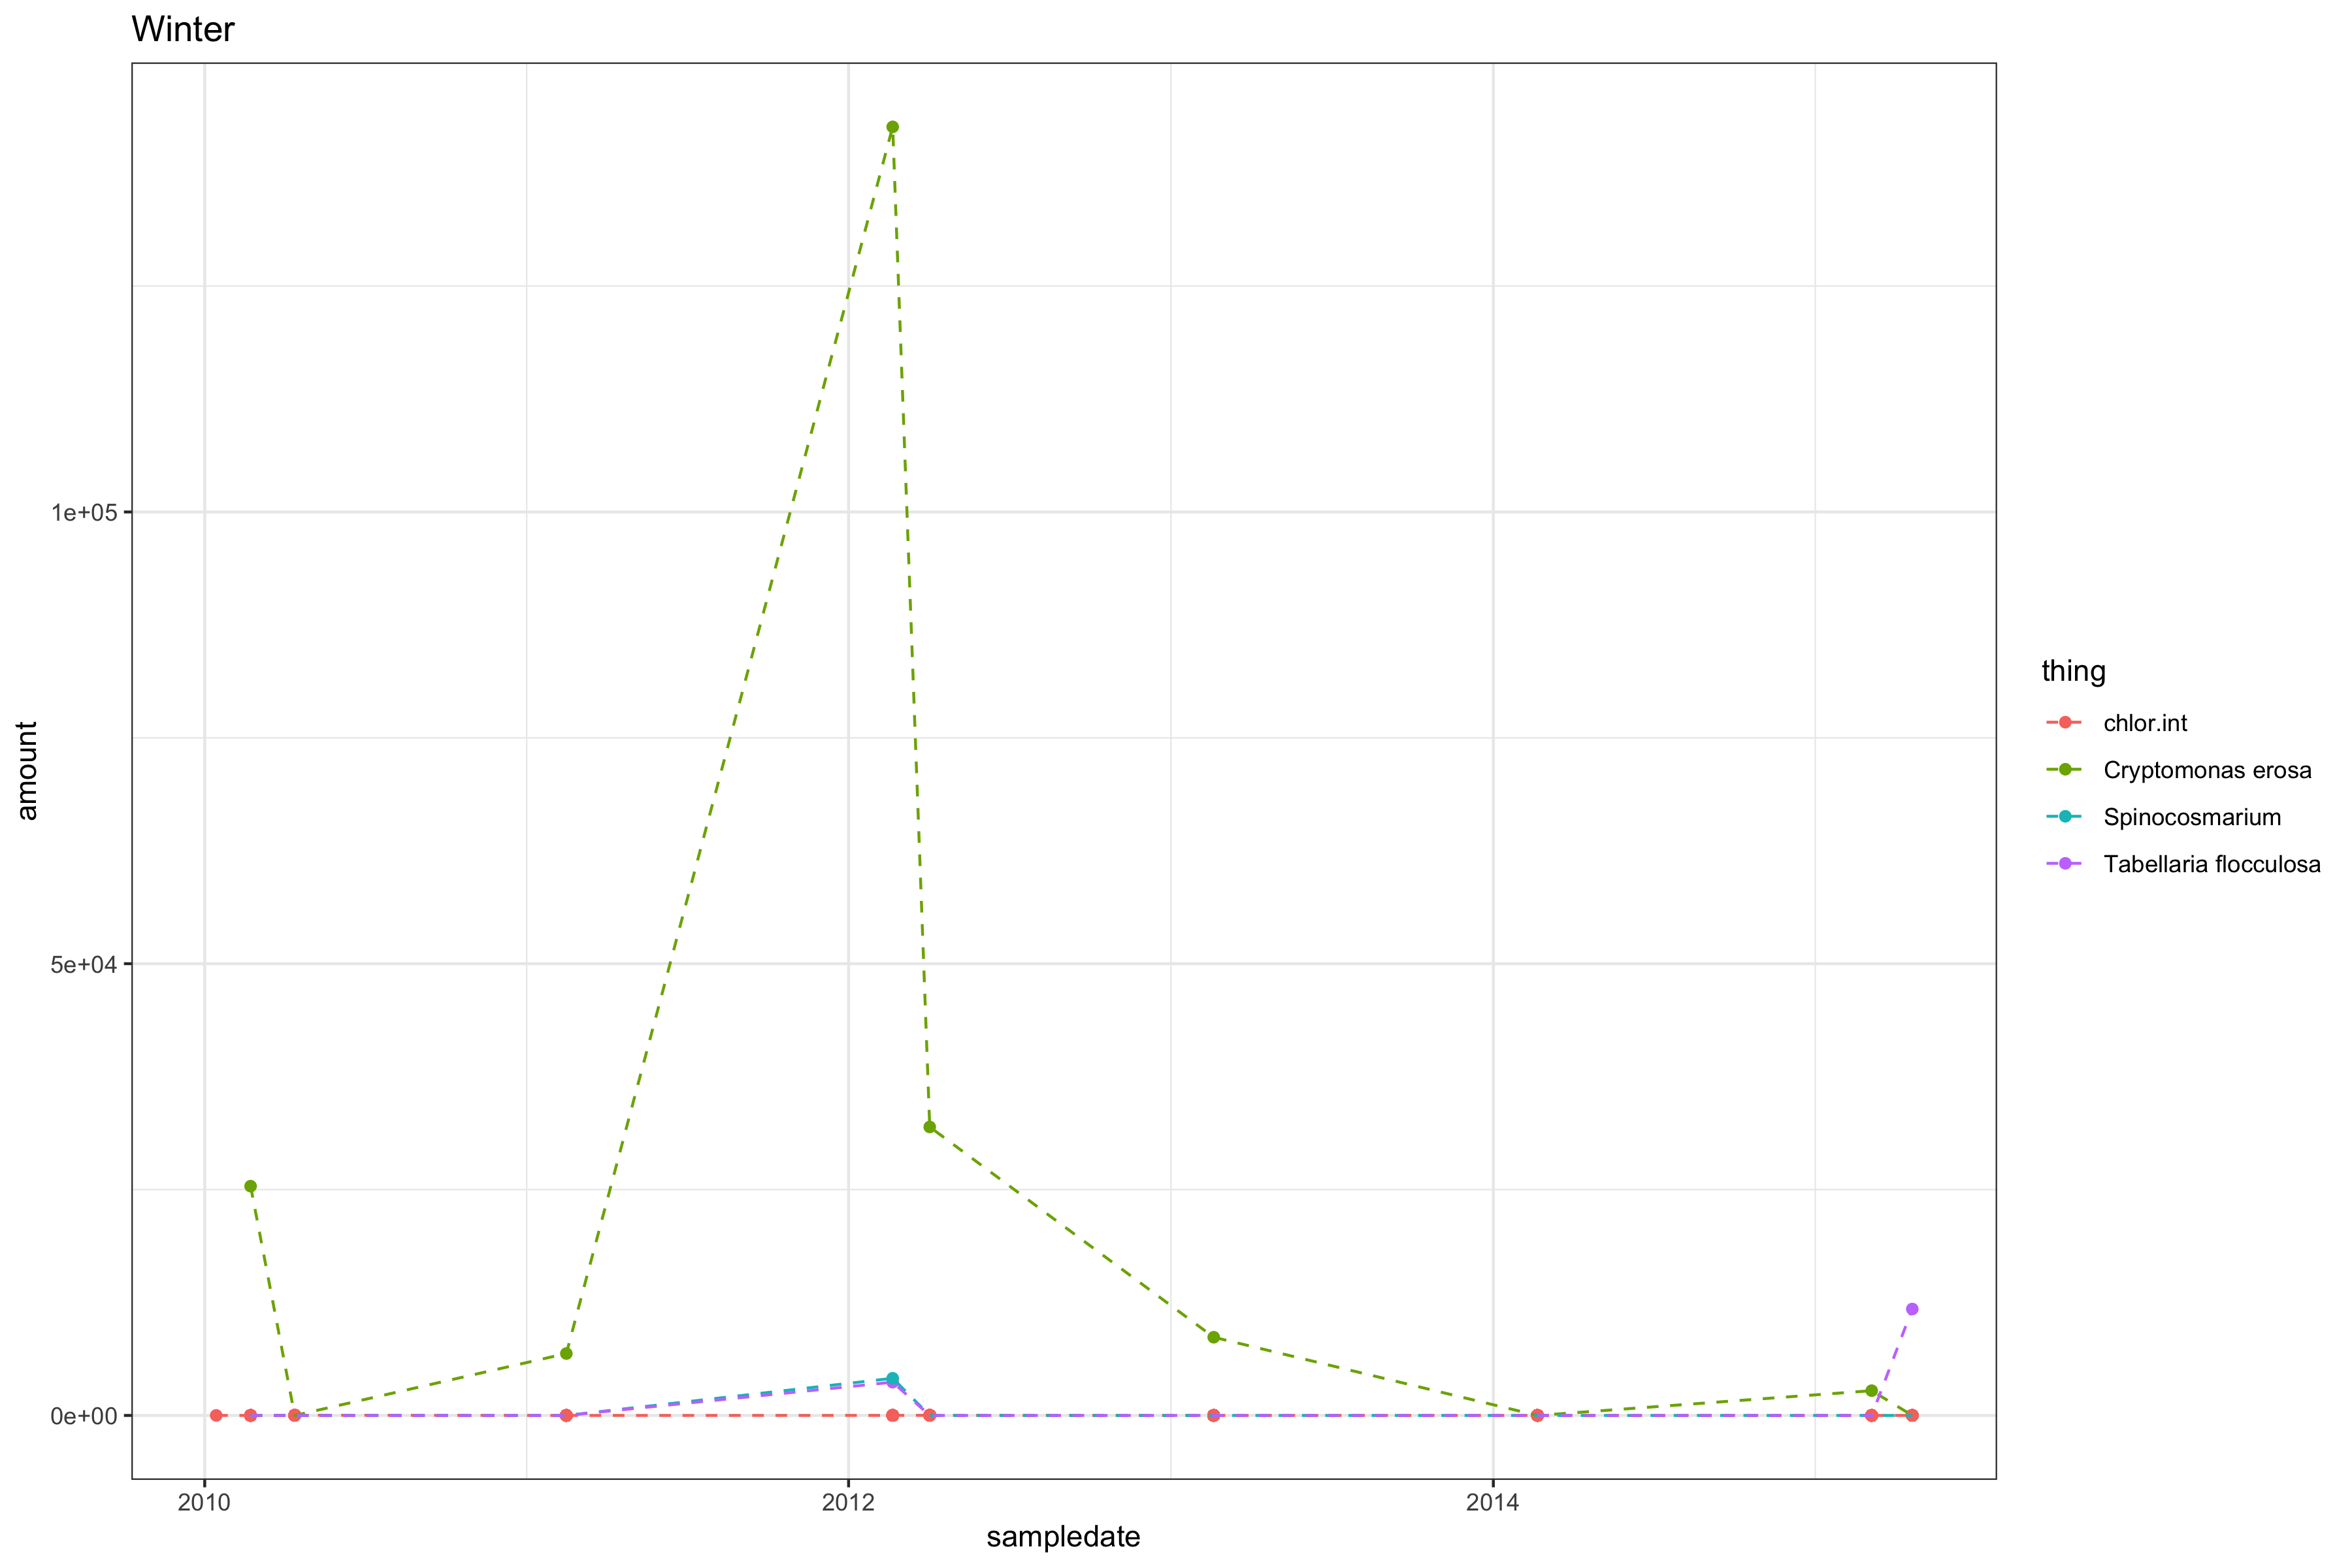 Winter
amount
1e+05
5e+04
0e+00
2010
2012
2014
sampledate
thing
chlor.int
Cryptomonas erosa
Spinocosmarium
Tabellaria flocculosa